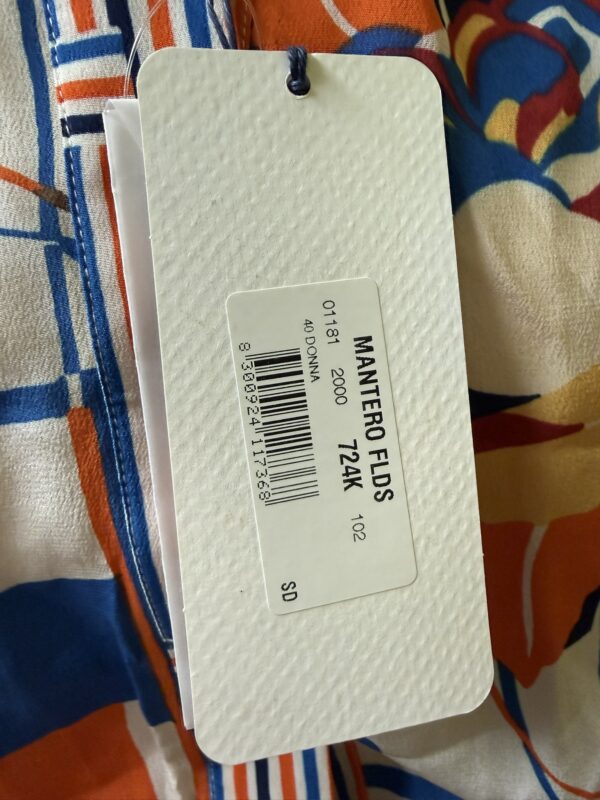 MANTERO FLDS
724K
01181 2000 102
40 DONNA
8 300924 117368
SD